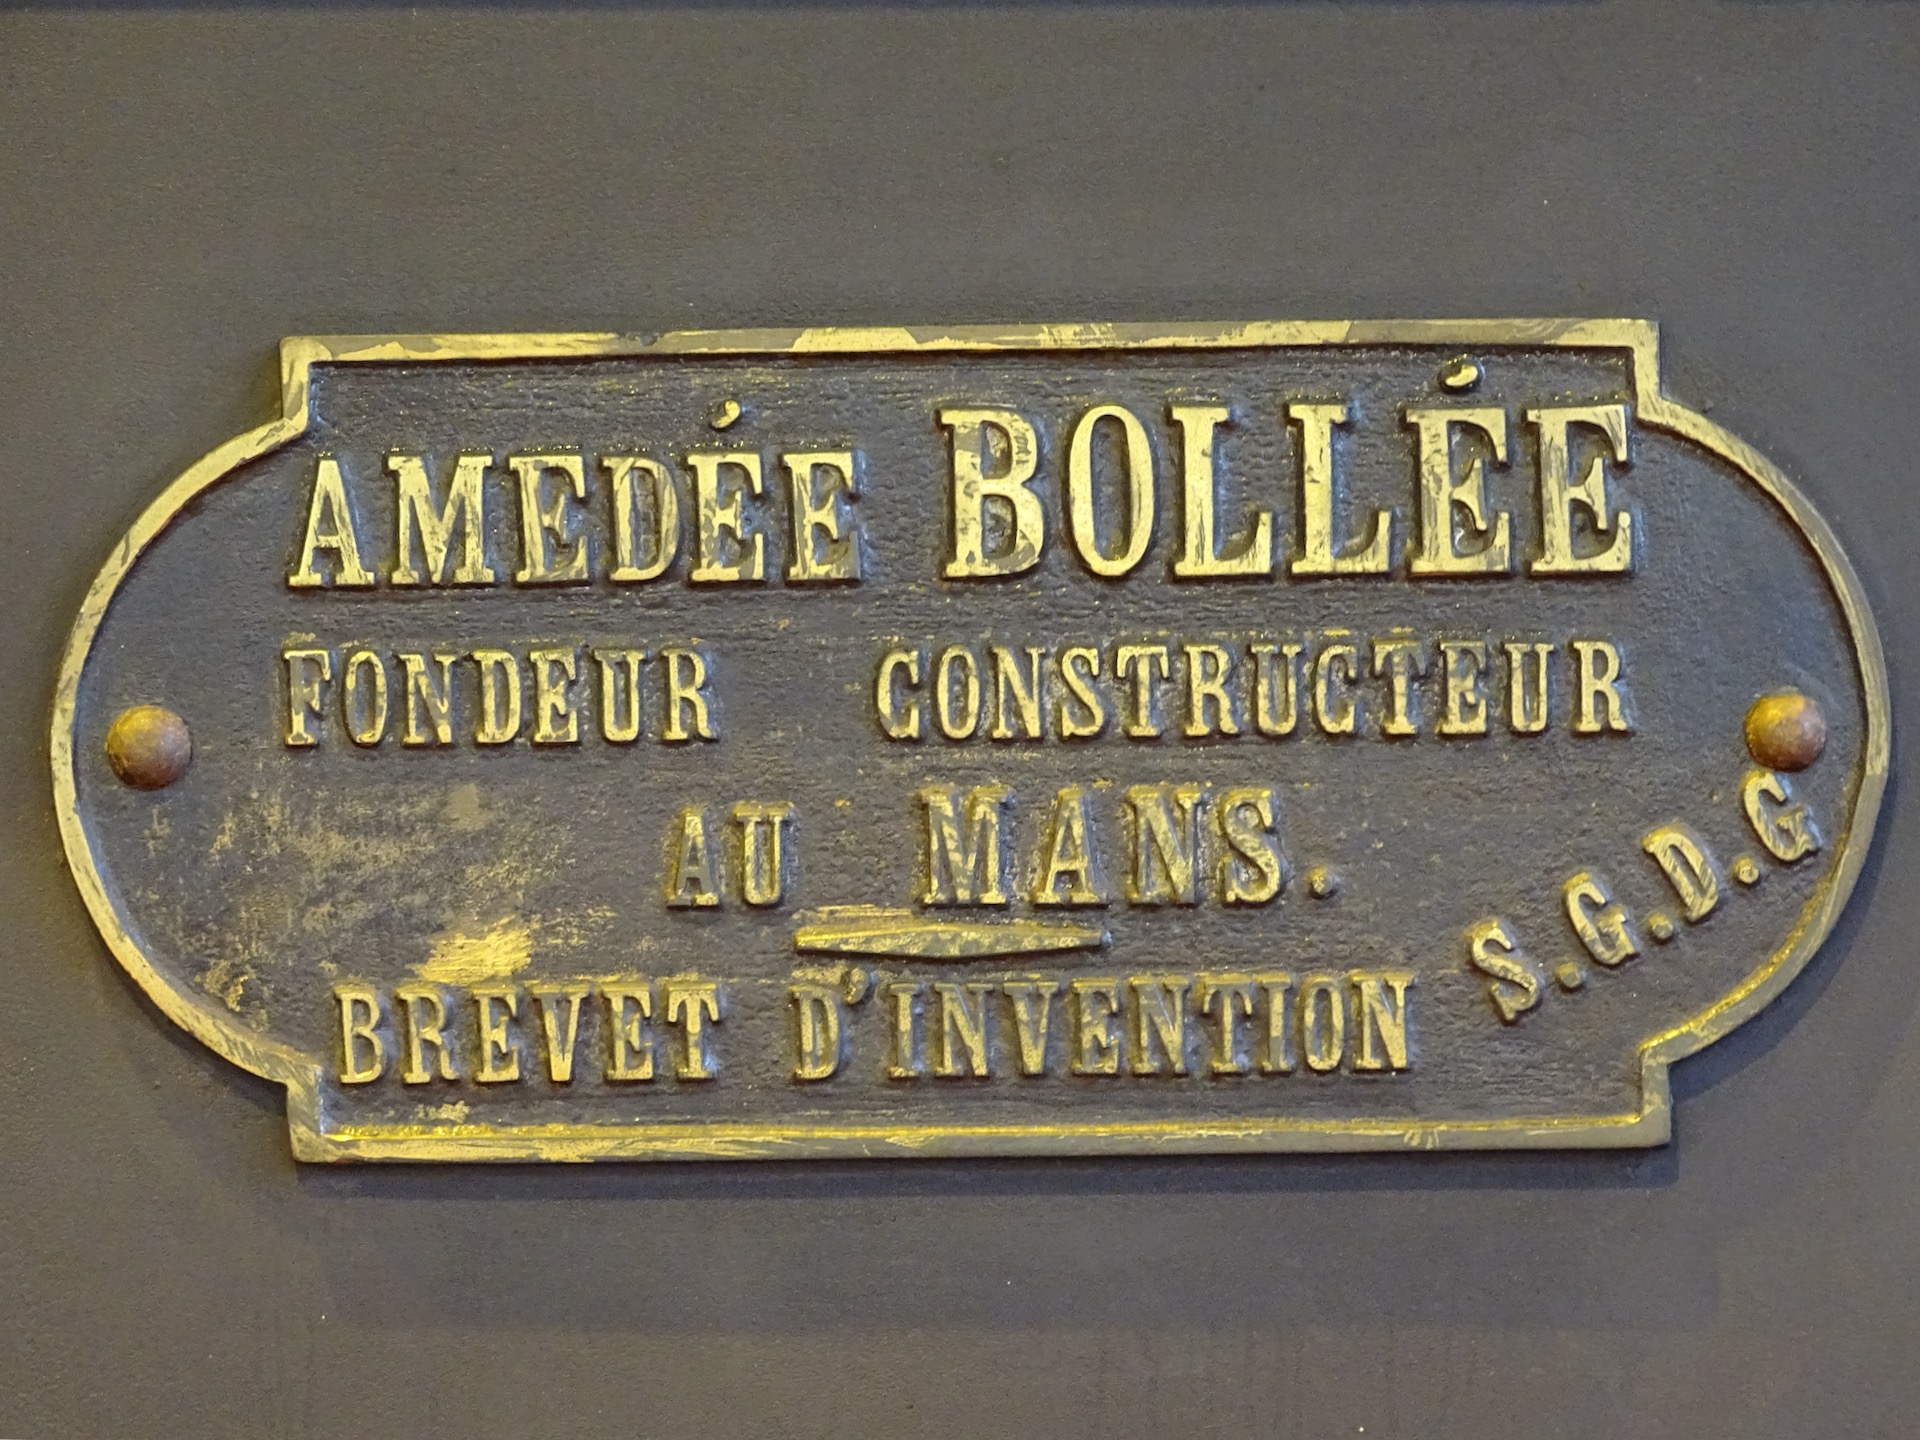 AMEDÉE BOLLÉE
FONDEUR CONSTRUCTEUR
AU MANS.
BREVET D'INVENTION S.G.D.G